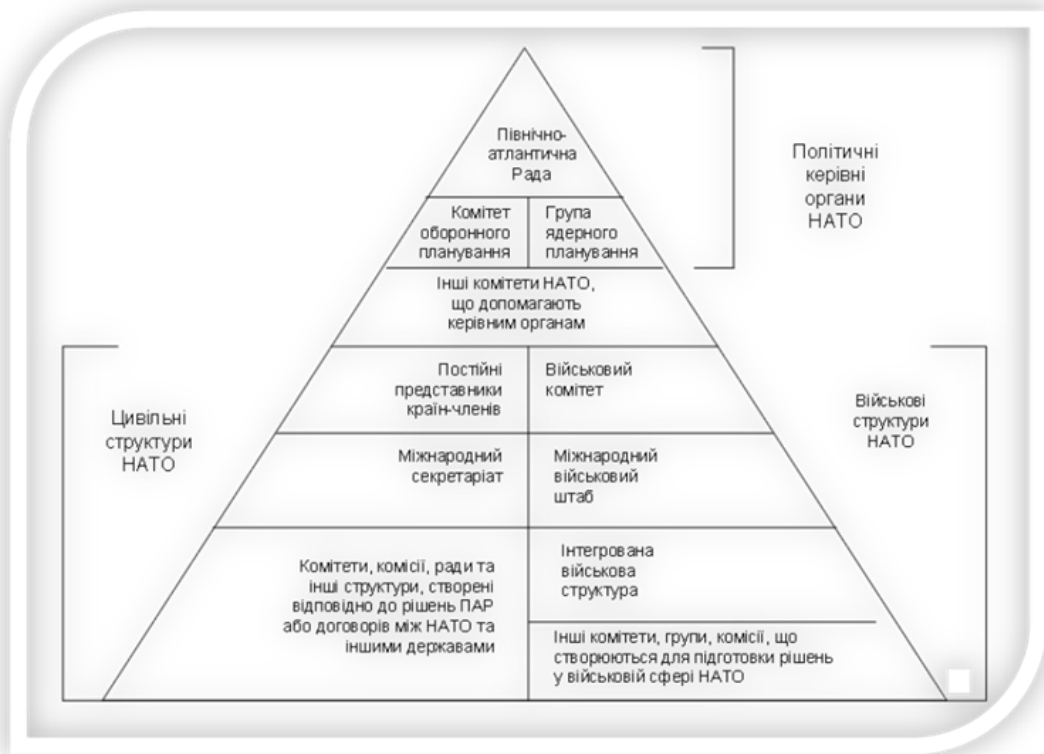 Північно-
атлантична
Рада
Політичні
керівні
органи
НАТО
Комітет
оборонного
планування
Група
ядерного
планування
Інші комітети НАТО,
що допомагають
керівним органам
Цивільні
структури
НАТО
Постійні
представники
країн-членів
Військовий
комітет
Військові
структури
НАТО
Міжнародний
секретаріат
Міжнародний
військовий
штаб
Комітети, комісії, ради та
інші структури, створені
відповідно до рішень ПАР
або договорів між НАТО та
іншими державами
Інтегрована
військова
структура
Інші комітети, групи, комісії, що
створюються для підготовки рішень
у військовій сфері НАТО